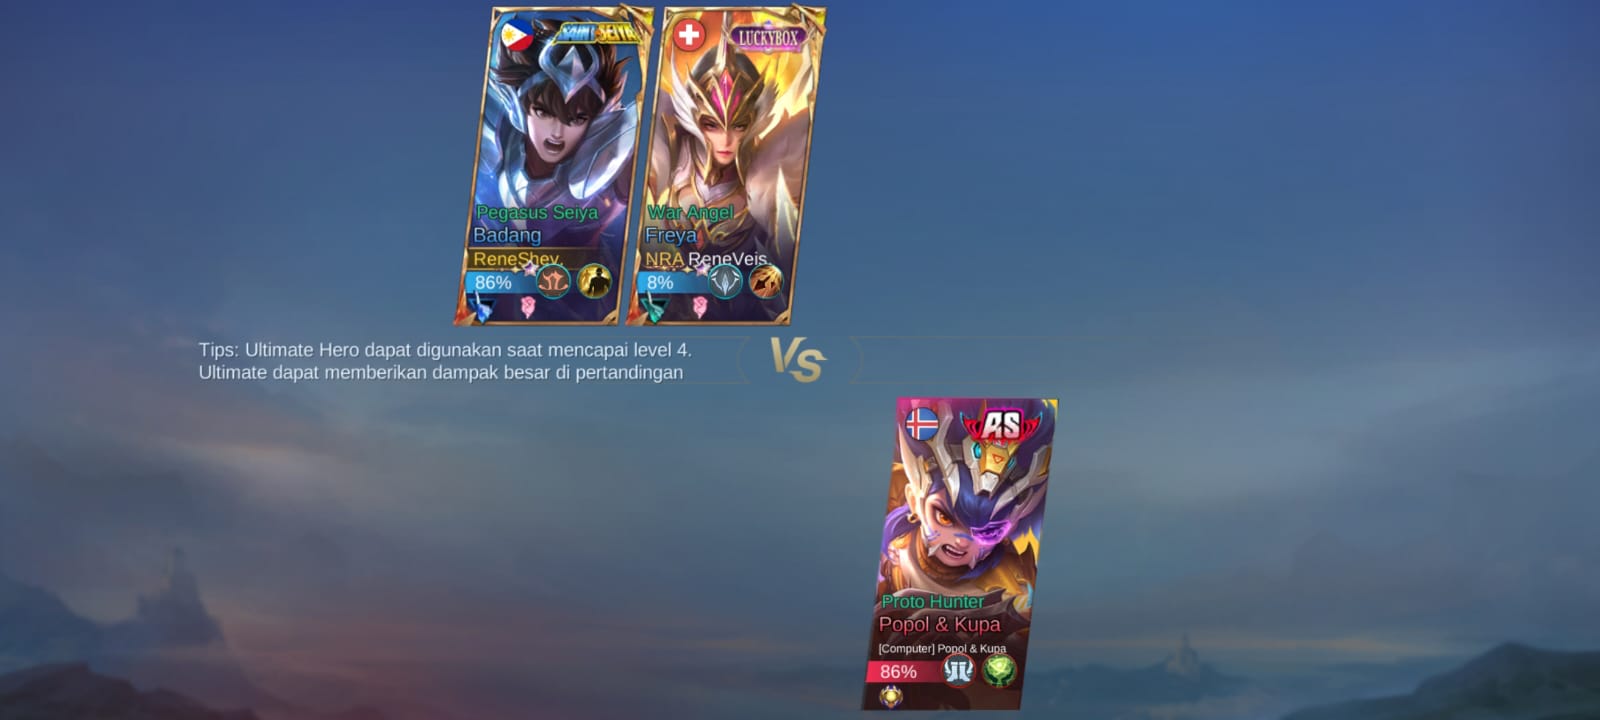 SAINT SEIYA
Pegasus Seiya
Badang
ReneShev.
86%
LUCKYBOX
War Angel
Freya
NRA ReneVeis.
8%
Tips: Ultimate Hero dapat digunakan saat mencapai level 4.
Ultimate dapat memberikan dampak besar di pertandingan
VS
RS
Proto Hunter
Popol & Kupa
[Computer] Popol & Kupa
86%